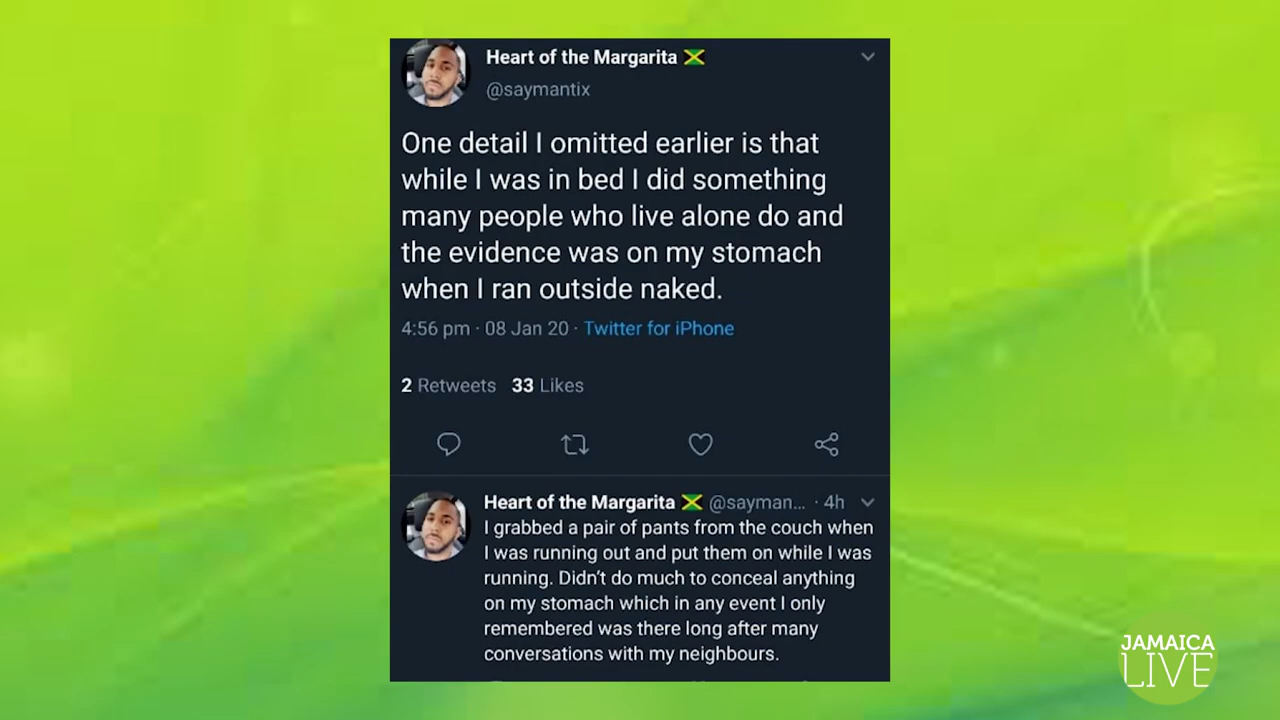 Heart of the Margarita
@saymantix
One detail I omitted earlier is that
while I was in bed I did something
many people who live alone do and
the evidence was on my stomach
when I ran outside naked.
4:56 pm · 08 Jan 20 · Twitter for iPhone
2 Retweets 33 Likes
Heart of the Margarita @sayman... · 4h
I grabbed a pair of pants from the couch when
I was running out and put them on while I was
running. Didn't do much to conceal anything
on my stomach which in any event I only
remembered was there long after many
conversations with my neighbours.
JAMAICA
LIVE